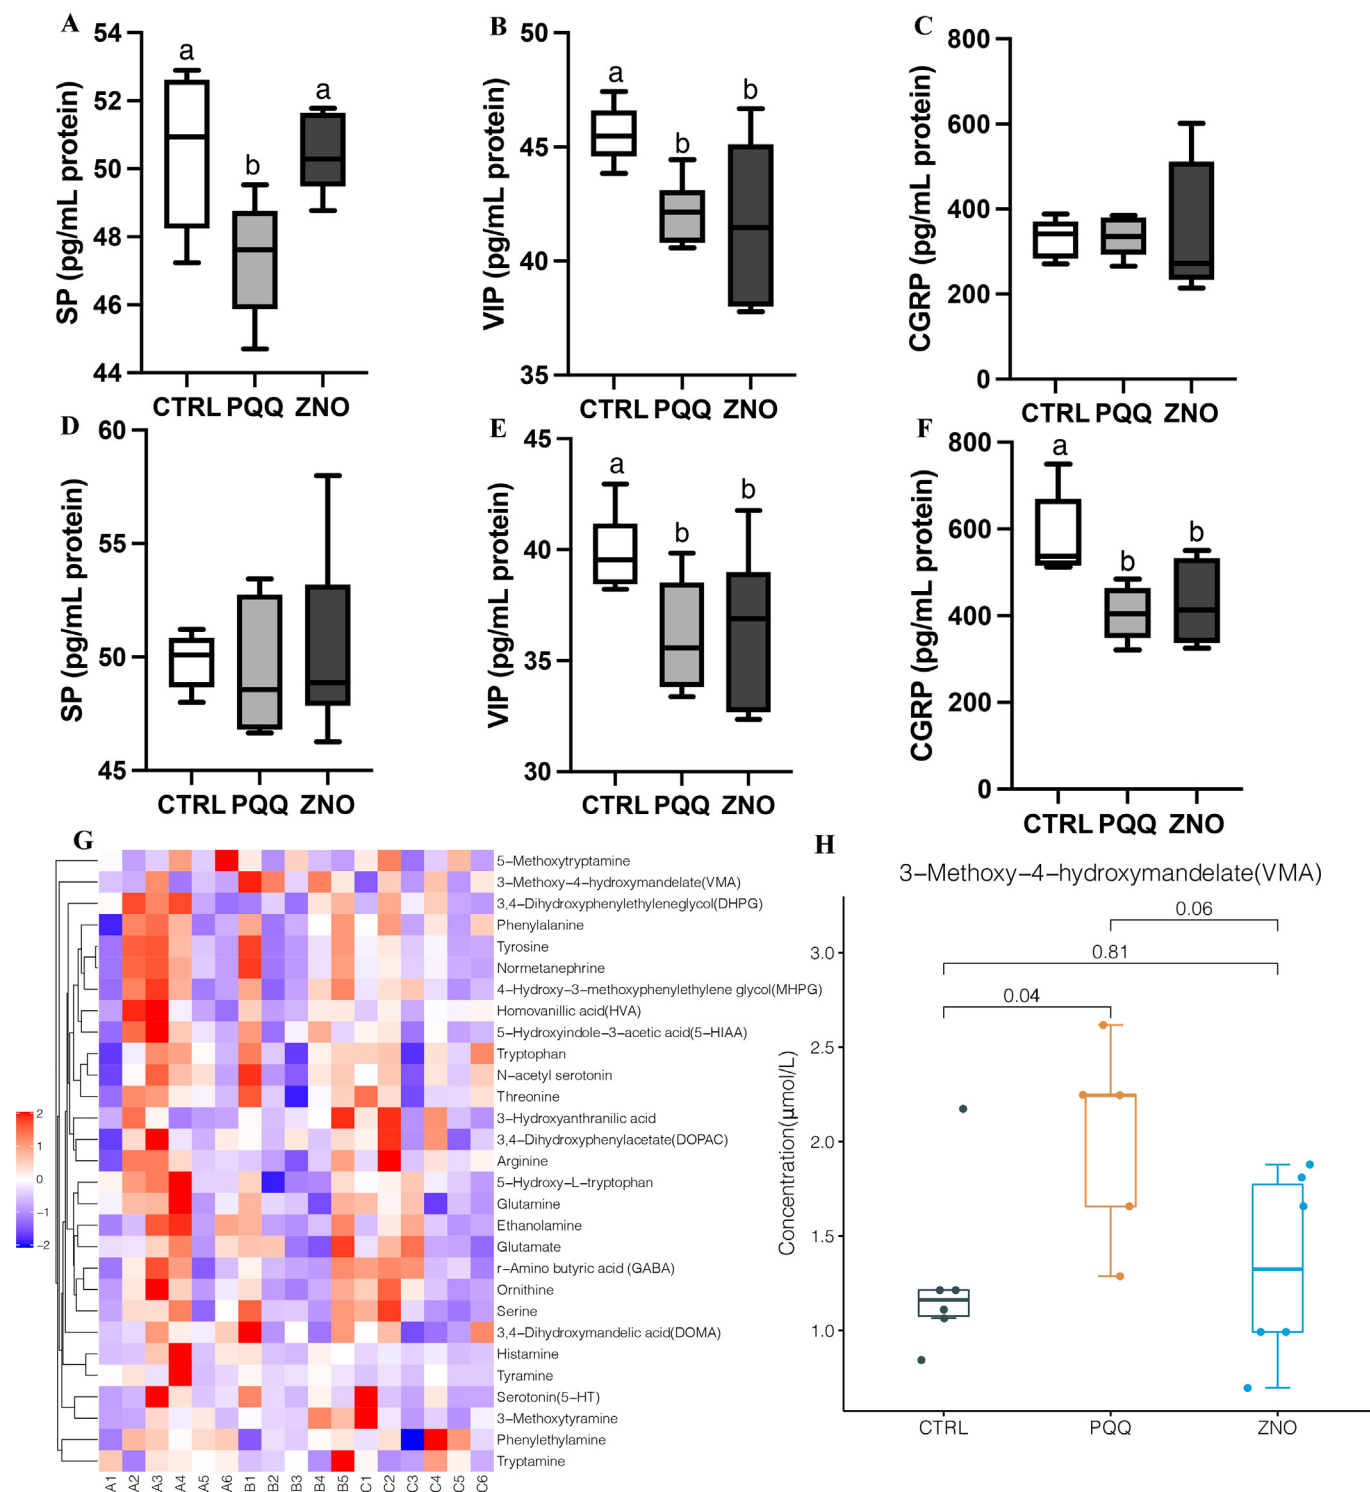 A
SP (pg/mL protein)
54
52
50
48
46
44
a
b
a
CTRL PQQ ZNO
B
VIP (pg/mL protein)
50
45
40
35
a
b
b
CTRL PQQ ZNO
C
CGRP (pg/mL protein)
800
600
400
200
0
CTRL PQQ ZNO
D
SP (pg/mL protein)
60
55
50
45
CTRL PQQ ZNO
E
VIP (pg/mL protein)
45
40
35
30
a
b
b
CTRL PQQ ZNO
F
CGRP (pg/mL protein)
800
600
400
200
0
a
b
b
CTRL PQQ ZNO
G
5−Methoxytryptamine
3−Methoxy−4−hydroxymandelate(VMA)
3,4−Dihydroxyphenylethyleneglycol(DHPG)
Phenylalanine
Tyrosine
Normetanephrine
4−Hydroxy−3−methoxyphenylethylene glycol(MHPG)
Homovanillic acid(HVA)
5−Hydroxyindole−3−acetic acid(5−HIAA)
Tryptophan
N−acetyl serotonin
Threonine
3−Hydroxyanthranilic acid
3,4−Dihydroxyphenylacetate(DOPAC)
Arginine
5−Hydroxy−L−tryptophan
Glutamine
Ethanolamine
Glutamate
r−Amino butyric acid (GABA)
Ornithine
Serine
3,4−Dihydroxymandelic acid(DOMA)
Histamine
Tyramine
Serotonin(5−HT)
3−Methoxytyramine
Phenylethylamine
Tryptamine
2
1
0
−1
−2
A1 A2 A3 A4 A5 A6 B1 B2 B3 B4 B5 C1 C2 C3 C4 C5 C6
H
3−Methoxy−4−hydroxymandelate(VMA)
Concentration(μmol/L)
3.0
2.5
2.0
1.5
1.0
0.06
0.81
0.04
CTRL PQQ ZNO